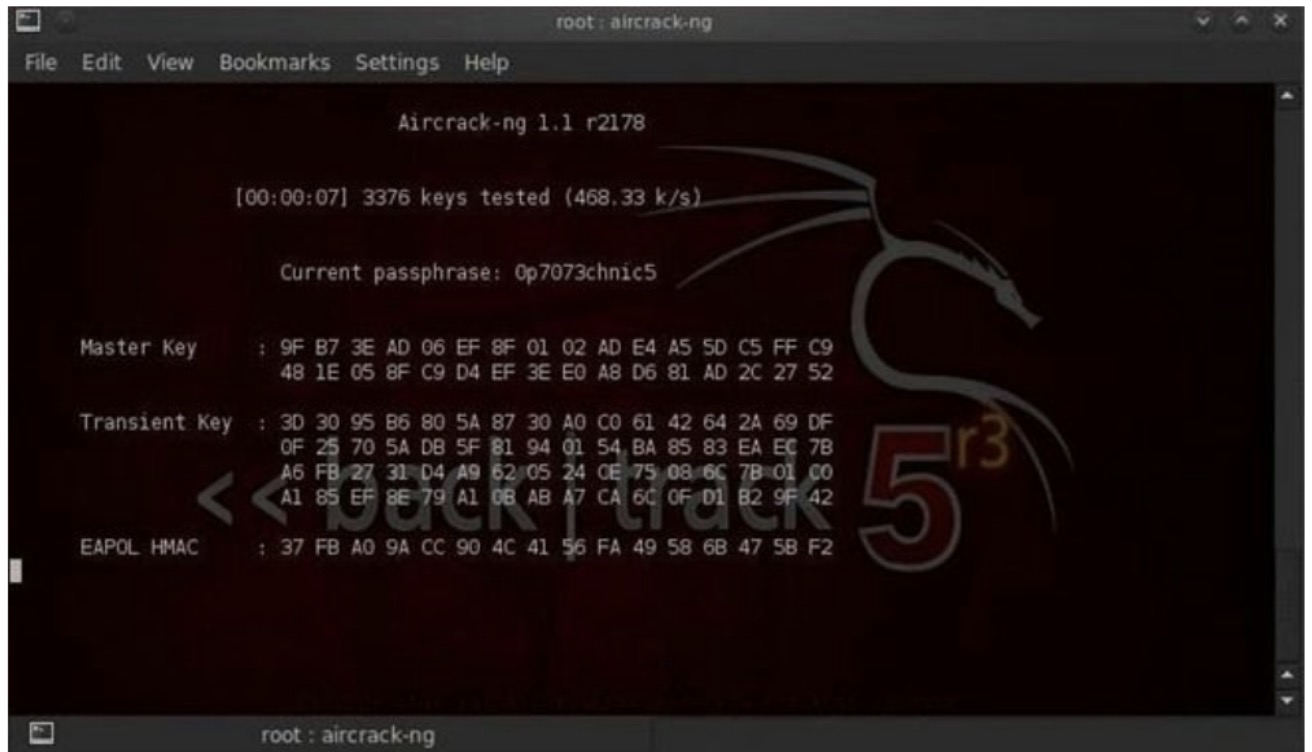 root : aircrack-ng
File Edit View Bookmarks Settings Help
Aircrack-ng 1.1 r2178
[00:00:07] 3376 keys tested (468.33 k/s)
Current passphrase: 0p7073chnic5
Master Key : 9F B7 3E AD 06 EF 8F 01 02 AD E4 A5 5D C5 FF C9
48 1E 05 8F C9 D4 EF 3E E0 A8 D6 81 AD 2C 27 52
Transient Key : 3D 30 95 B6 80 5A 87 30 A0 C0 61 42 64 2A 69 DF
0F 25 70 5A DB 5F 81 94 01 54 BA 85 83 EA EC 7B
A6 FB 27 31 D4 A9 62 05 24 CE 75 08 6C 7B 01 C0
A1 85 EF 8E 79 A1 0B AB A7 CA 6C 0F D1 B2 9F 42
<< back | track 5 r3
EAPOL HMAC : 37 FB A0 9A CC 90 4C 41 56 FA 49 58 6B 47 5B F2
root : aircrack-ng